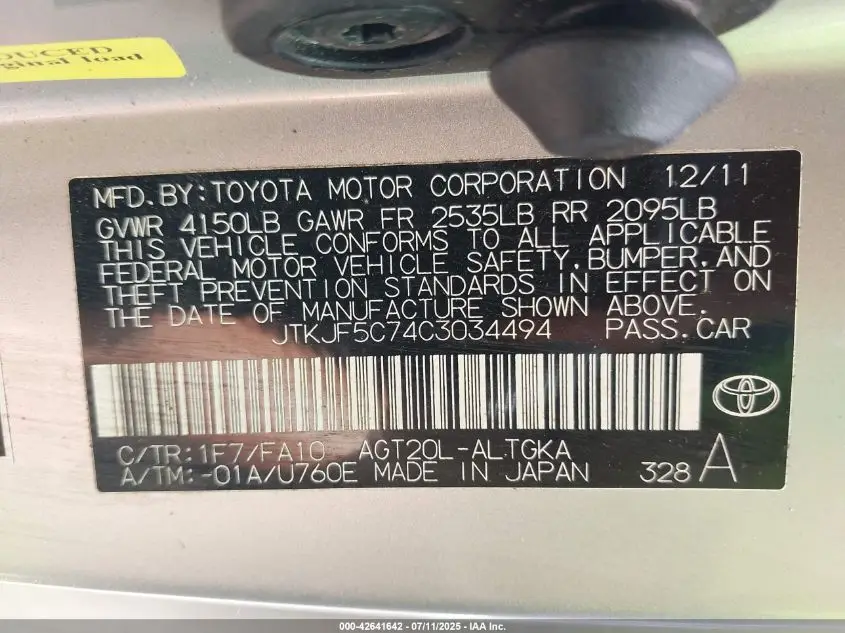 DUCED
ginal load
MFD.BY:TOYOTA MOTOR CORPORATION 12/11
GVWR 4150LB GAWR FR 2535LB RR 2095LB
THIS VEHICLE CONFORMS TO ALL APPLICABLE
FEDERAL MOTOR VEHICLE SAFETY,BUMPER,AND
THEFT PREVENTION STANDARDS IN EFFECT ON
THE DATE OF MANUFACTURE SHOWN ABOVE.
JTKJF5C74C3034494 PASS.CAR
C/TR:1F7/FA10 AGT20L-ALTGKA
A/TM:-01A/U760E MADE IN JAPAN 328 A
000-42641642 - 07/11/2025 - IAA Inc.